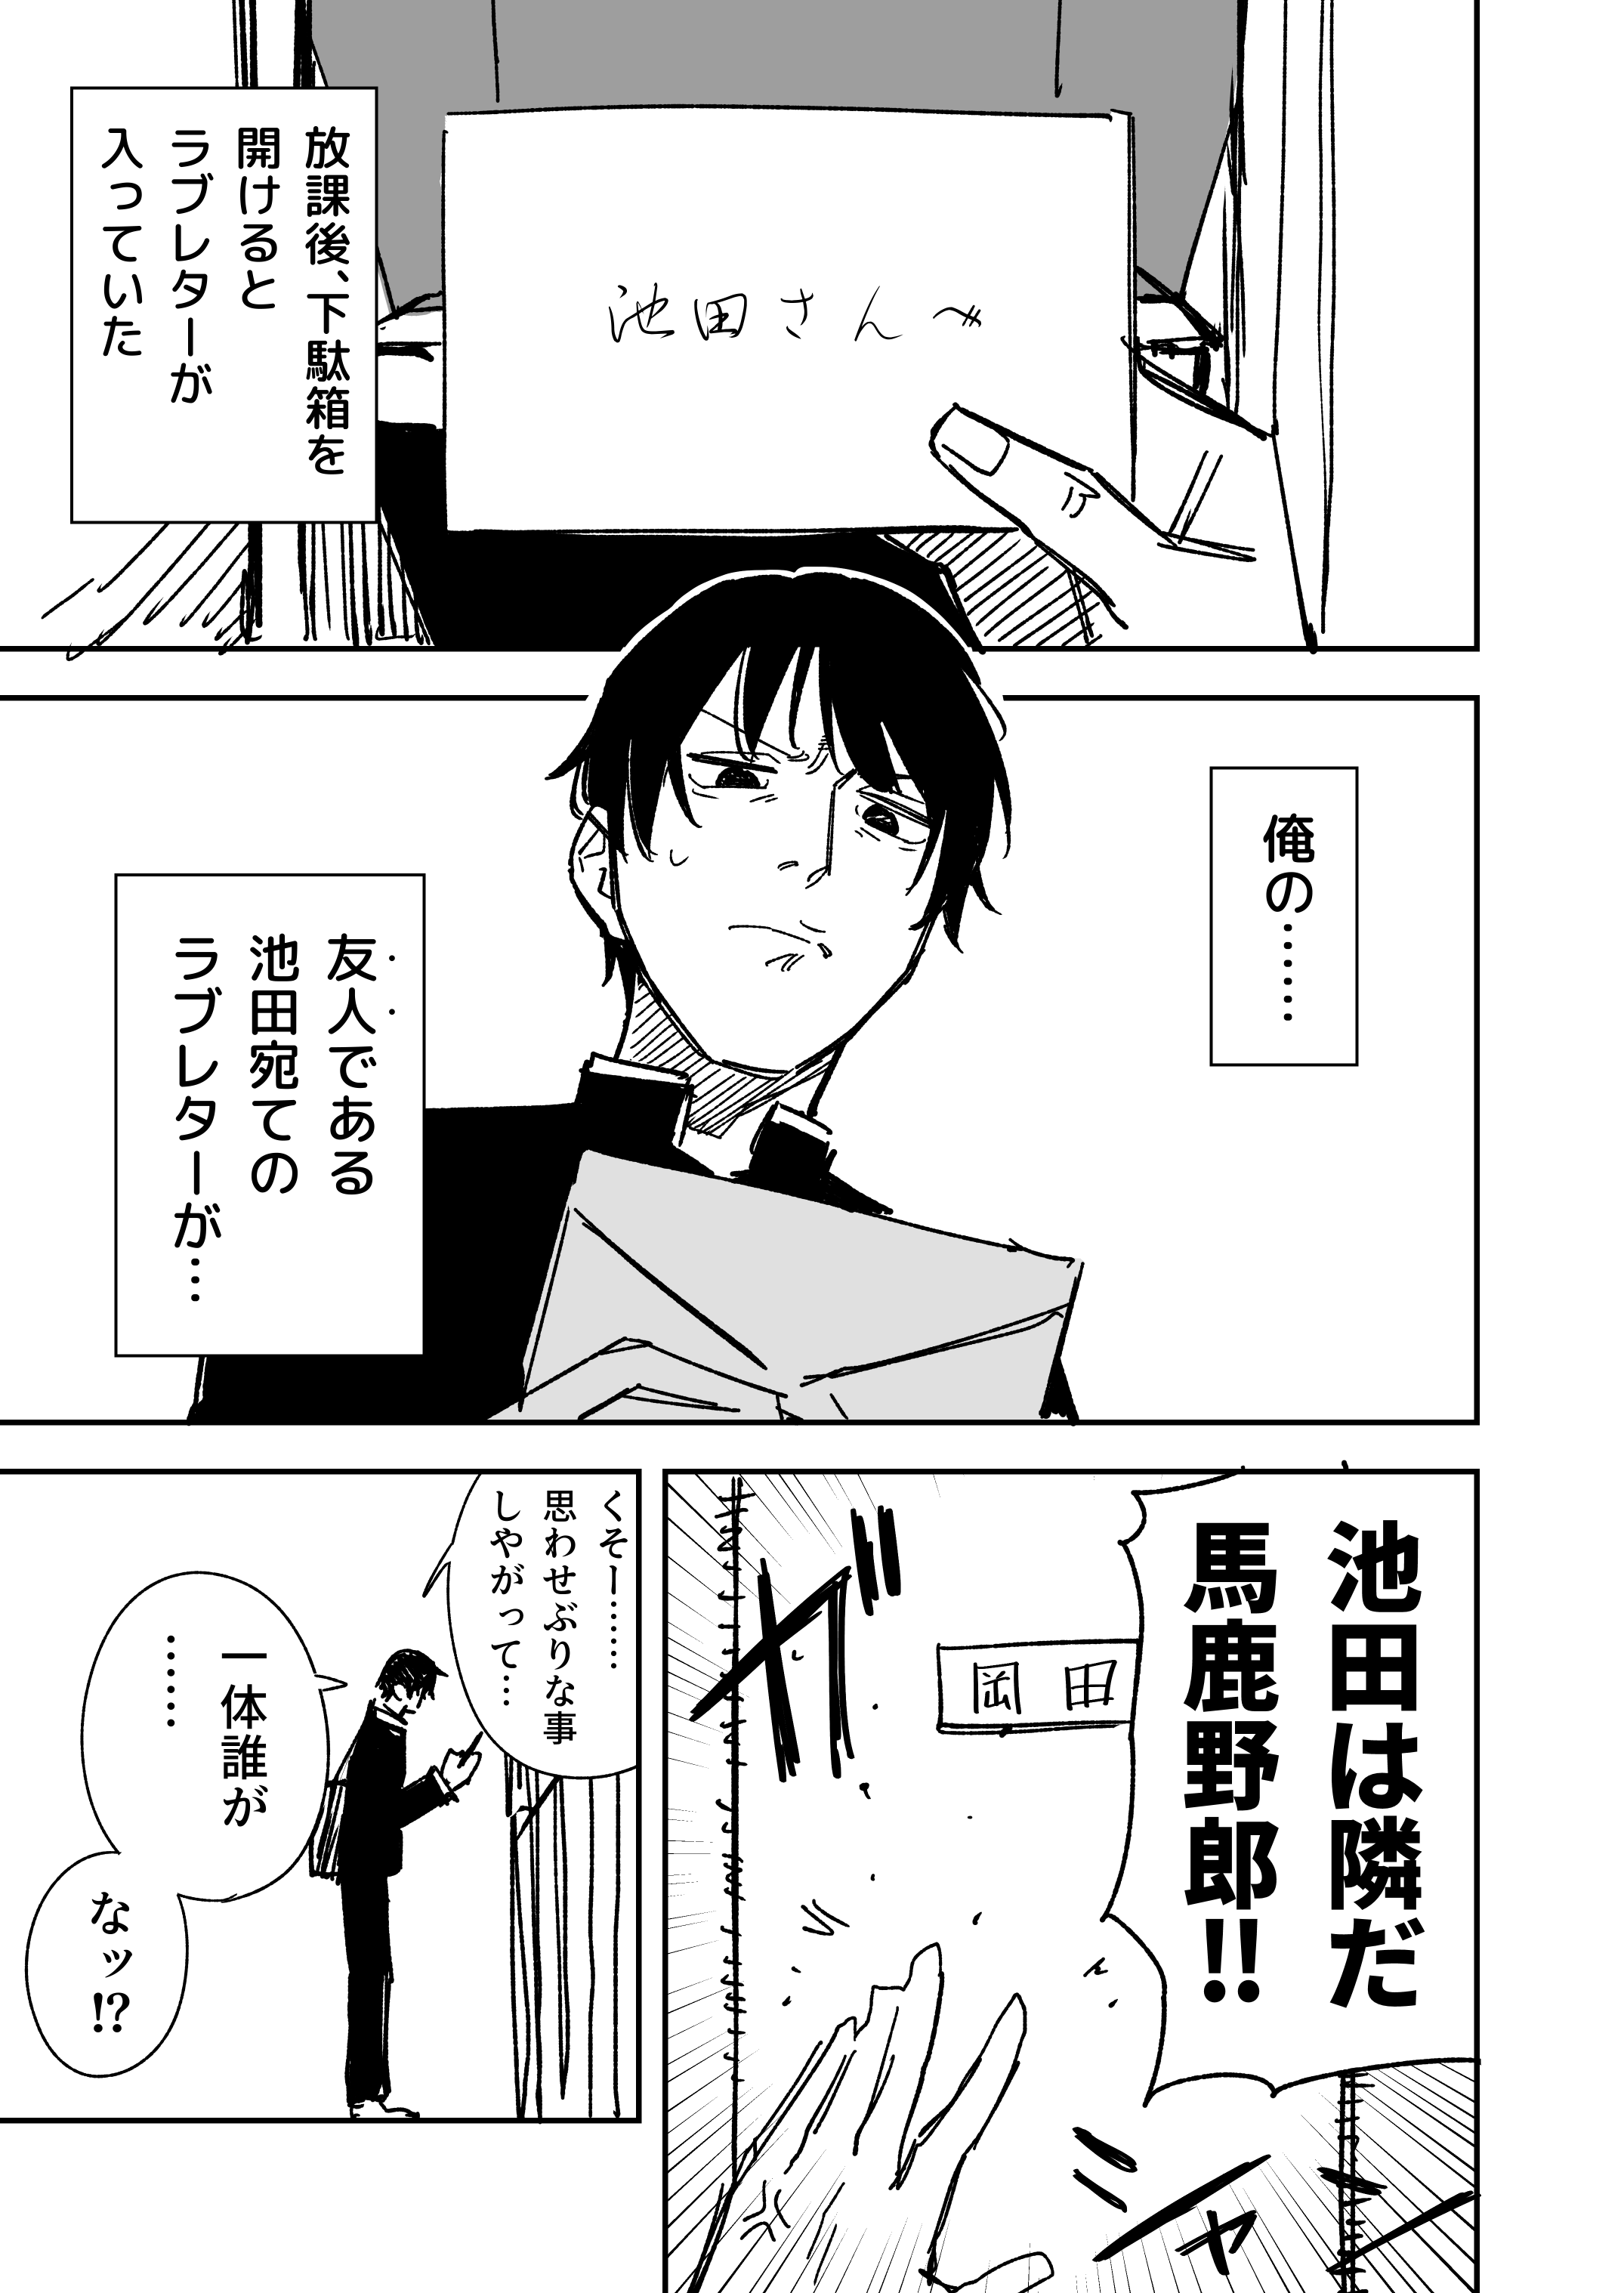 放課後、下駄箱を
開けると
ラブレターが
入っていた
池田さんへ
俺の……
友人である
池田宛ての
ラブレターが…
池田は隣だ
馬鹿野郎!!
岡田
ガシャ
くそー……
思わせぶりな事
しやがって…
一体誰が
……
なッ!?